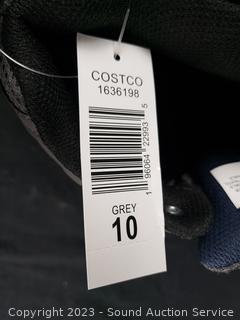 COSTCO
1636198
1 96064 22993 5
GREY
10
Copyright 2023 - Sound Auction Service